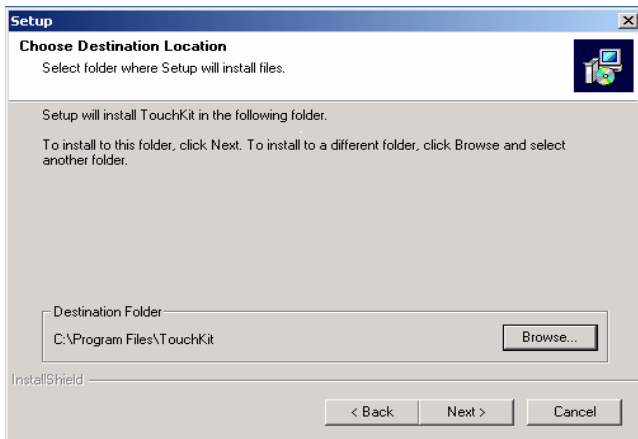 Setup
Choose Destination Location
Select folder where Setup will install files.
Setup will install TouchKit in the following folder.
To install to this folder, click Next. To install to a different folder, click Browse and select
another folder.
Destination Folder
C:\Program Files\TouchKit
Browse...
InstallShield
< Back
Next >
Cancel